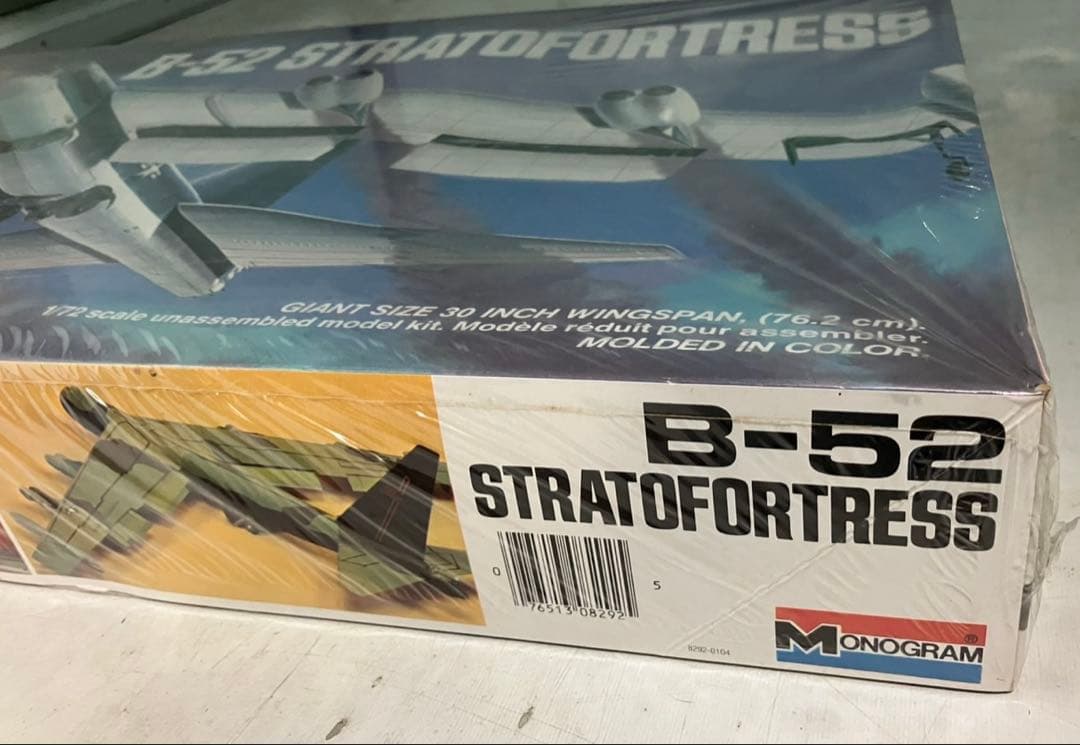 B-52 STRATOFORTRESS
GIANT SIZE 30 INCH WINGSPAN, (76.2 cm).
1/72 scale unassembled model kit. Modèle réduit pour assembler.
MOLDED IN COLOR.
B-52
STRATOFORTRESS
0 76513 08292 5
8292-0104
MONOGRAM®